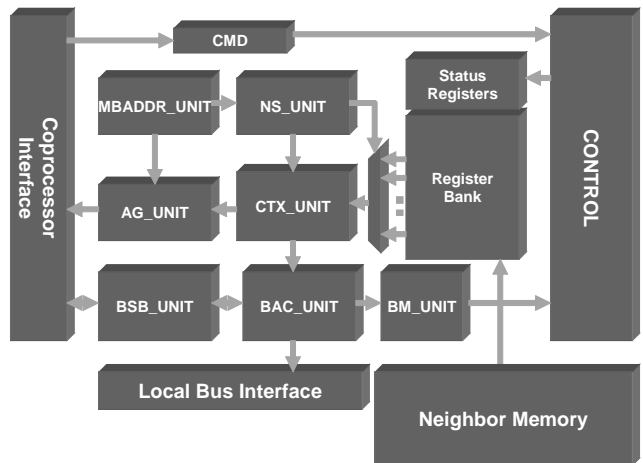 CMD
Status
Registers
MBADDR_UNIT
NS_UNIT
Coprocessor
Interface
CONTROL
Register
Bank
AG_UNIT
CTX_UNIT
BSB_UNIT
BAC_UNIT
BM_UNIT
Local Bus Interface
Neighbor Memory